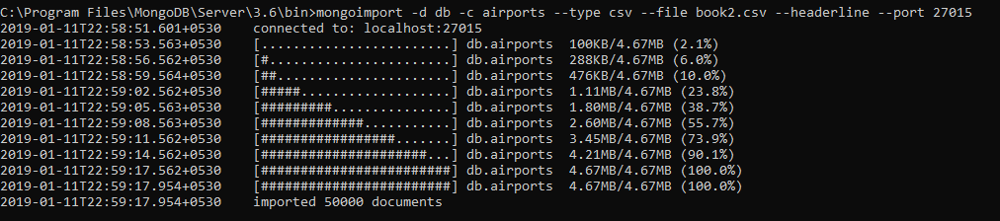 C:\Program Files\MongoDB\Server\3.6\bin>mongoimport -d db -c airports --type csv --file book2.csv --headerline --port 27015
2019-01-11T22:58:51.601+0530    connected to: localhost:27015
2019-01-11T22:58:53.563+0530    [........................] db.airports  100KB/4.67MB (2.1%)
2019-01-11T22:58:56.562+0530    [#.......................] db.airports  288KB/4.67MB (6.0%)
2019-01-11T22:58:59.564+0530    [##......................] db.airports  476KB/4.67MB (10.0%)
2019-01-11T22:59:02.562+0530    [#####...................] db.airports  1.11MB/4.67MB (23.8%)
2019-01-11T22:59:05.563+0530    [#########...............] db.airports  1.80MB/4.67MB (38.7%)
2019-01-11T22:59:08.563+0530    [#############...........] db.airports  2.60MB/4.67MB (55.7%)
2019-01-11T22:59:11.562+0530    [#################.......] db.airports  3.45MB/4.67MB (73.9%)
2019-01-11T22:59:14.562+0530    [#####################...] db.airports  4.21MB/4.67MB (90.1%)
2019-01-11T22:59:17.562+0530    [########################] db.airports  4.67MB/4.67MB (100.0%)
2019-01-11T22:59:17.954+0530    [########################] db.airports  4.67MB/4.67MB (100.0%)
2019-01-11T22:59:17.954+0530    imported 50000 documents